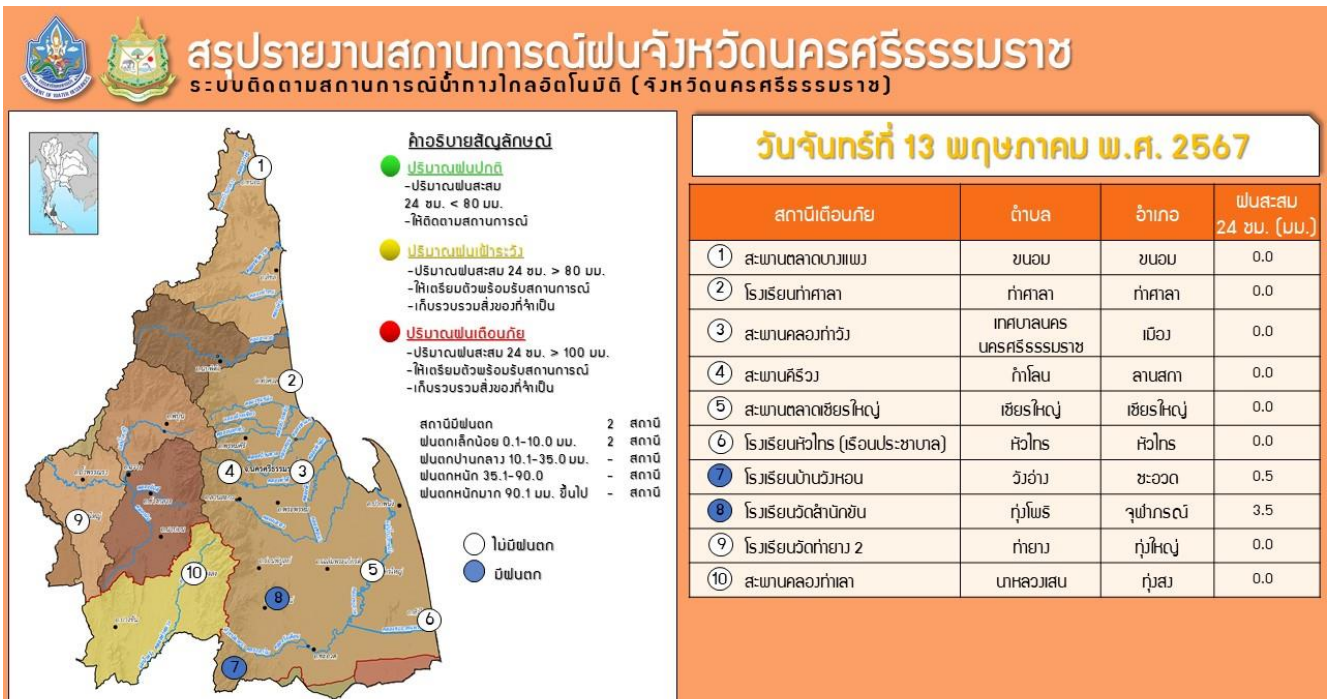 สรุปรายงานสถานการณ์ฝนจังหวัดนครศรีธรรมราช
ระบบติดตามสถานการณ์น้ำทางไกลอัตโนมัติ (จังหวัดนครศรีธรรมราช)
คำอธิบายสัญลักษณ์
ปริมาณฝนปกติ
-ปริมาณฝนสะสม
24 ชม. < 80 มม.
-ให้ติดตามสถานการณ์
ปริมาณฝนเฝ้าระวัง
-ปริมาณฝนสะสม 24 ชม. > 80 มม.
-ให้เตรียมตัวพร้อมรับสถานการณ์
-เก็บรวบรวมสิ่งของที่จำเป็น
ปริมาณฝนเตือนภัย
-ปริมาณฝนสะสม 24 ชม. > 100 มม.
-ให้เตรียมตัวพร้อมรับสถานการณ์
-เก็บรวบรวมสิ่งของที่จำเป็น
สถานีมีฝนตก 2 สถานี
ฝนตกเล็กน้อย 0.1-10.0 มม. 2 สถานี
ฝนตกปานกลาง 10.1-35.0 มม. - สถานี
ฝนตกหนัก 35.1-90.0 - สถานี
ฝนตกหนักมาก 90.1 มม. ขึ้นไป - สถานี
ไม่มีฝนตก
มีฝนตก
1
2
4
3
9
10
5
8
6
7
วันจันทร์ที่ 13 พฤษภาคม พ.ศ. 2567
สถานีเตือนภัย ตำบล อำเภอ ฝนสะสม
24 ชม. (มม.)
1 สะพานตลาดบางแพง ขนอม ขนอม 0.0
2 โรงเรียนท่าศาลา ท่าศาลา ท่าศาลา 0.0
3 สะพานคลองท่าวัง เทศบาลนคร
นครศรีธรรมราช เมือง 0.0
4 สะพานคีรีวง กำโลน ลานสกา 0.0
5 สะพานตลาดเชียรใหญ่ เชียรใหญ่ เชียรใหญ่ 0.0
6 โรงเรียนหัวไทร (เรือนประชาบาล) หัวไทร หัวไทร 0.0
7 โรงเรียนบ้านวังหอน วังอ่าง ชะอวด 0.5
8 โรงเรียนวัดสำนักขัน ทุ่งโพธิ จุฬาภรณ์ 3.5
9 โรงเรียนวัดท่ายาง 2 ท่ายาง ทุ่งใหญ่ 0.0
10 สะพานคลองท่าเลา นาหลวงเสน ทุ่งสง 0.0